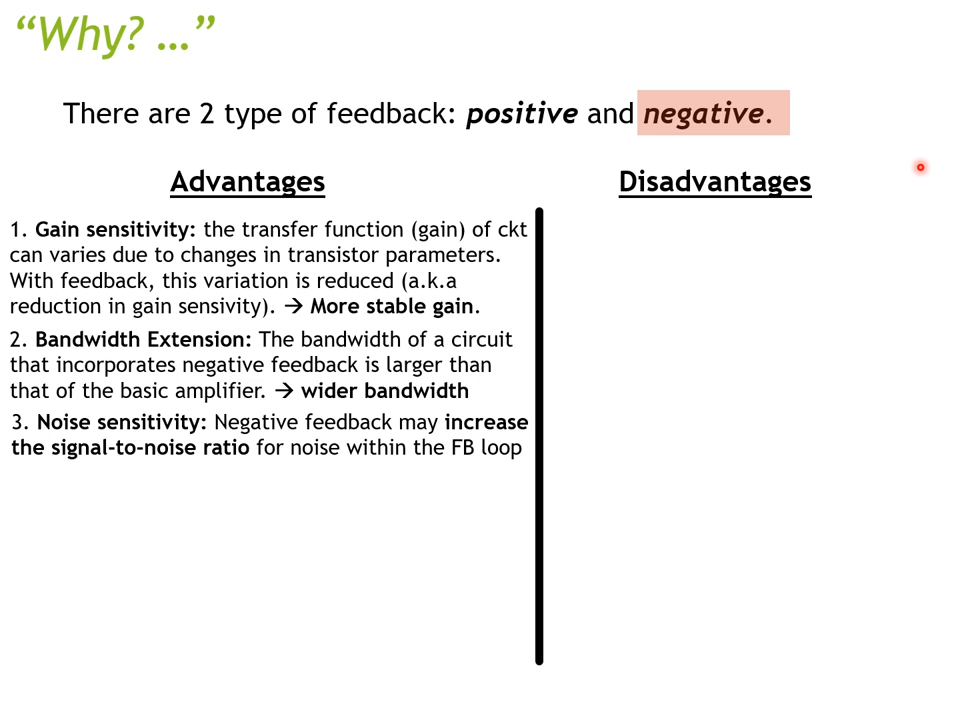 “Why? …”
There are 2 type of feedback: positive and negative.
Advantages
Disadvantages
1. Gain sensitivity: the transfer function (gain) of ckt
can varies due to changes in transistor parameters.
With feedback, this variation is reduced (a.k.a
reduction in gain sensivity). → More stable gain.
2. Bandwidth Extension: The bandwidth of a circuit
that incorporates negative feedback is larger than
that of the basic amplifier. → wider bandwidth
3. Noise sensitivity: Negative feedback may increase
the signal-to-noise ratio for noise within the FB loop